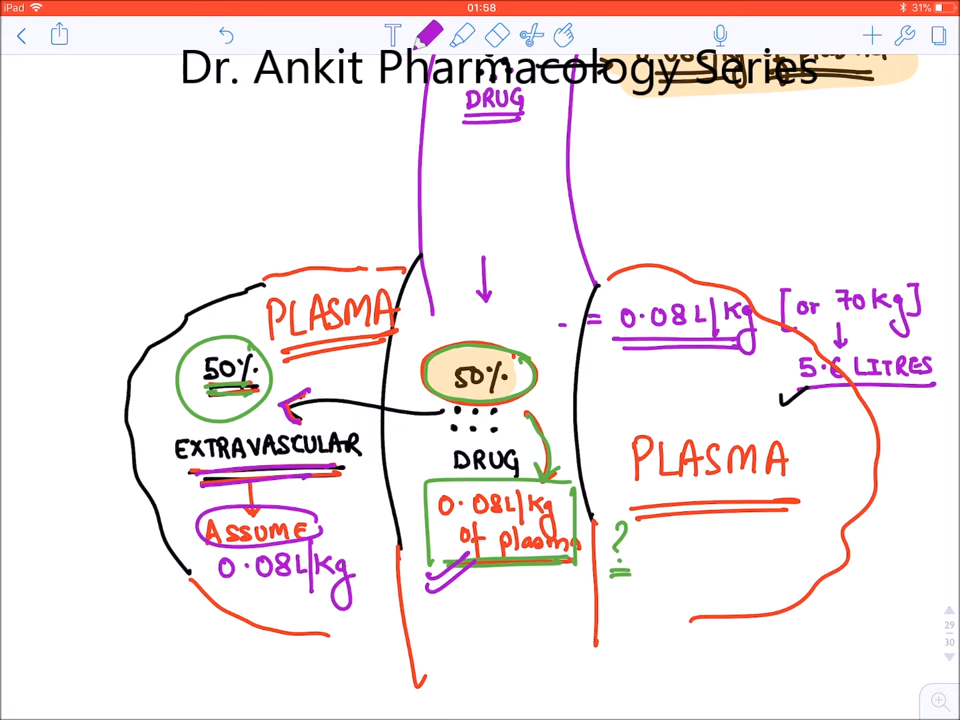 iPad
01:58
31%
T
Dr. Ankit Pharmacology Series
DRUG
PLASMA
= 0.08L/Kg [or 70Kg]
5.6 LITRES
50%
50%
EXTRAVASCULAR
DRUG
PLASMA
ASSUME
0.08L/Kg
0.08L/Kg
of plasma
?
29
30